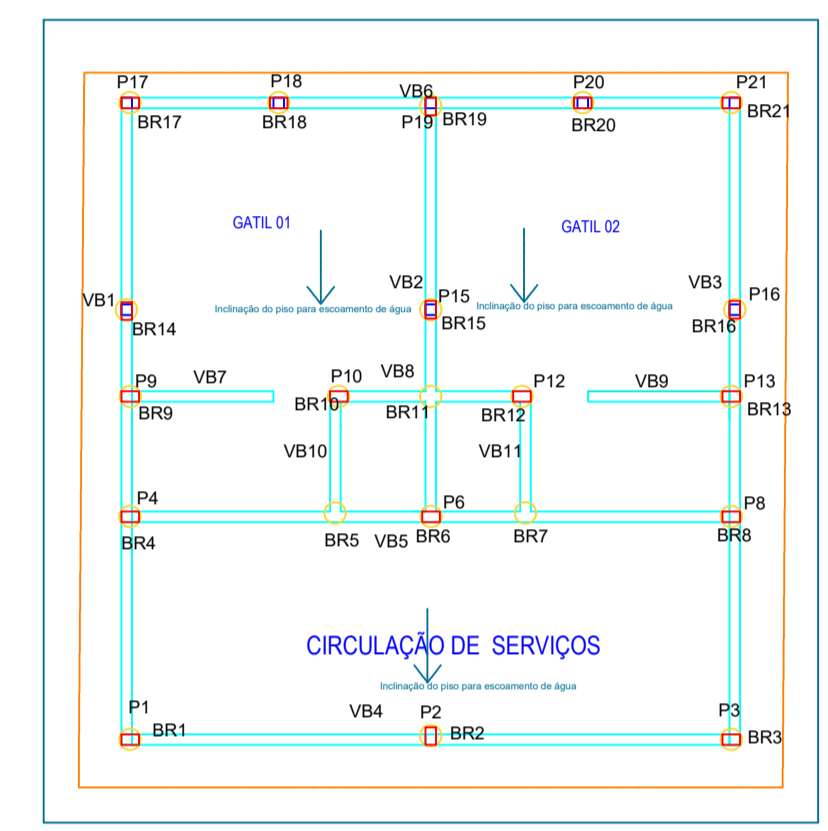 P17
P18
VB6
P20
P21
BR17
BR18
P19
BR19
BR20
BR21
GATIL 01
GATIL 02
VB1
VB2
VB3
P15
P16
Inclinação do piso para escoamento de água
Inclinação do piso para escoamento de água
BR14
BR15
BR16
P9
VB7
P10
VB8
P12
VB9
P13
BR9
BR10
BR11
BR12
BR13
VB10
VB11
P4
P6
P8
BR4
BR5
VB5
BR6
BR7
BR8
CIRCULAÇÃO DE SERVIÇOS
Inclinação do piso para escoamento de água
P1
VB4
P2
P3
BR1
BR2
BR3